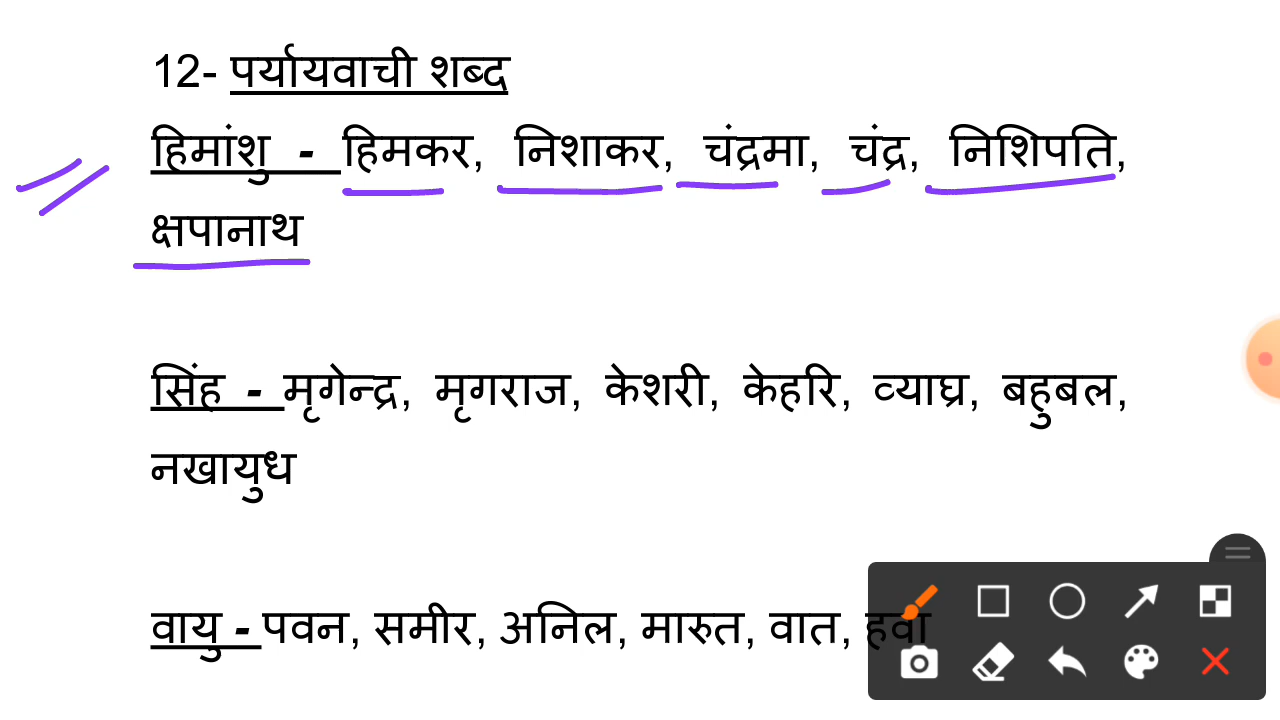 12- पर्यायवाची शब्द
हिमांशु - हिमकर, निशाकर, चंद्रमा, चंद्र, निशिपति,
क्षपानाथ
सिंह - मृगेन्द्र, मृगराज, केशरी, केहरि, व्याघ्र, बहुबल,
नखायुध
वायु - पवन, समीर, अनिल, मारुत, वात, हवा